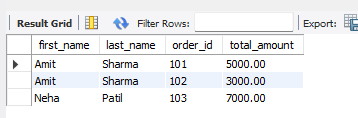 Result Grid Filter Rows: Export:
first_name last_name order_id total_amount
Amit Sharma 101 5000.00
Amit Sharma 102 3000.00
Neha Patil 103 7000.00